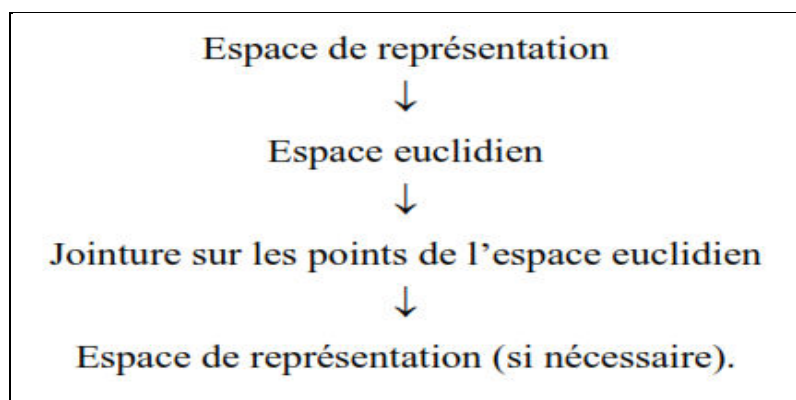 Espace de représentation
↓
Espace euclidien
↓
Jointure sur les points de l’espace euclidien
↓
Espace de représentation (si nécessaire).